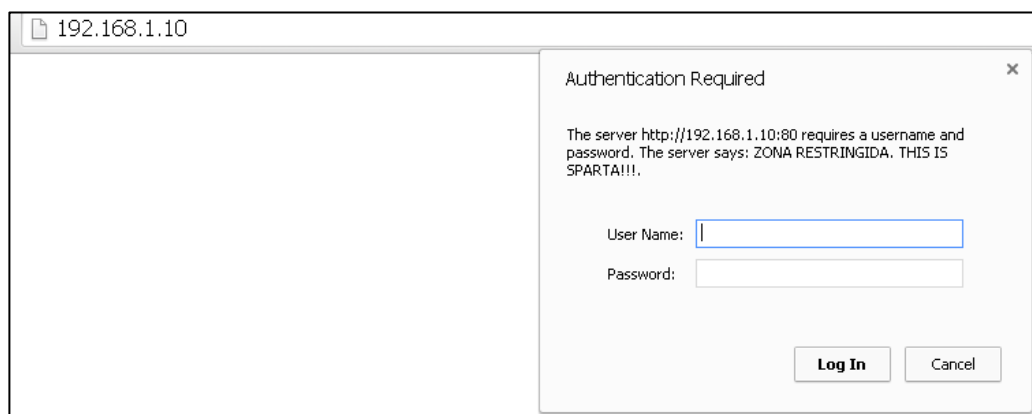 192.168.1.10
Authentication Required
The server http://192.168.1.10:80 requires a username and
password. The server says: ZONA RESTRINGIDA. THIS IS
SPARTA!!!.
User Name:
Password:
Log In Cancel